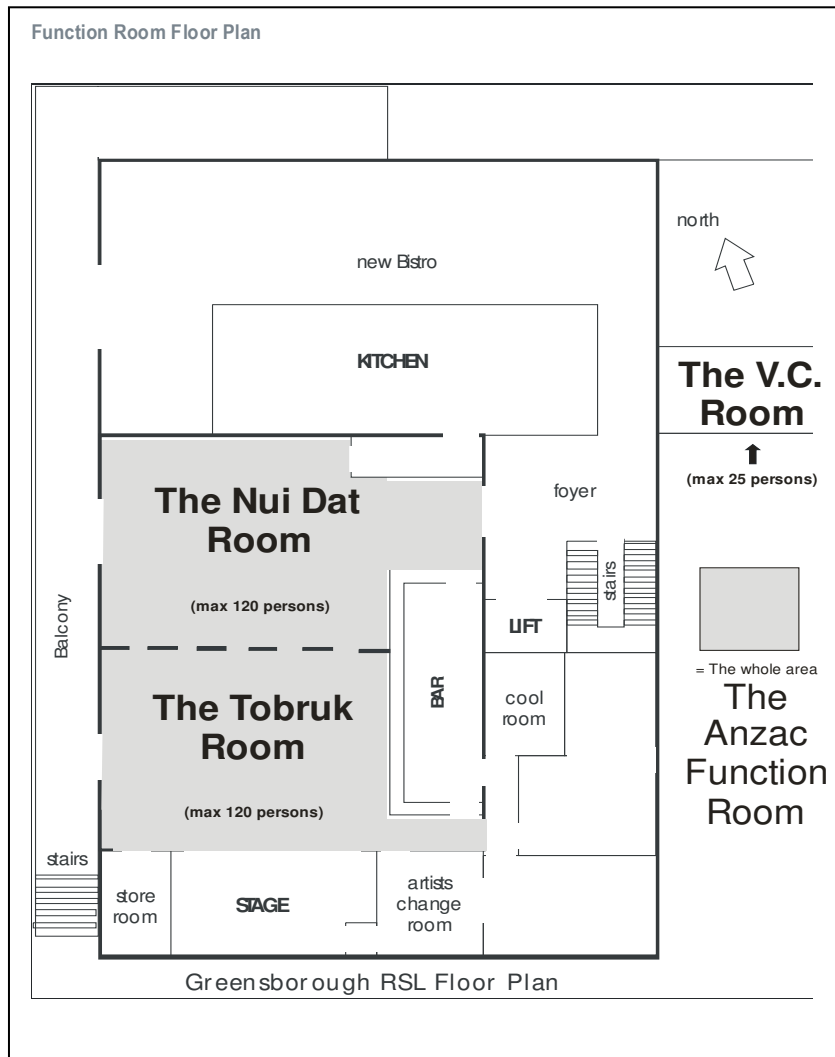 Function Room Floor Plan
north
new Bistro
KITCHEN
The V.C.
Room
(max 25 persons)
The Nui Dat
Room
(max 120 persons)
foyer
stairs
LIFT
Balcony
BAR
cool
room
The Tobruk
Room
(max 120 persons)
= The whole area
The
Anzac
Function
Room
stairs
store
room
STAGE
artists
change
room
Greensborough RSL Floor Plan